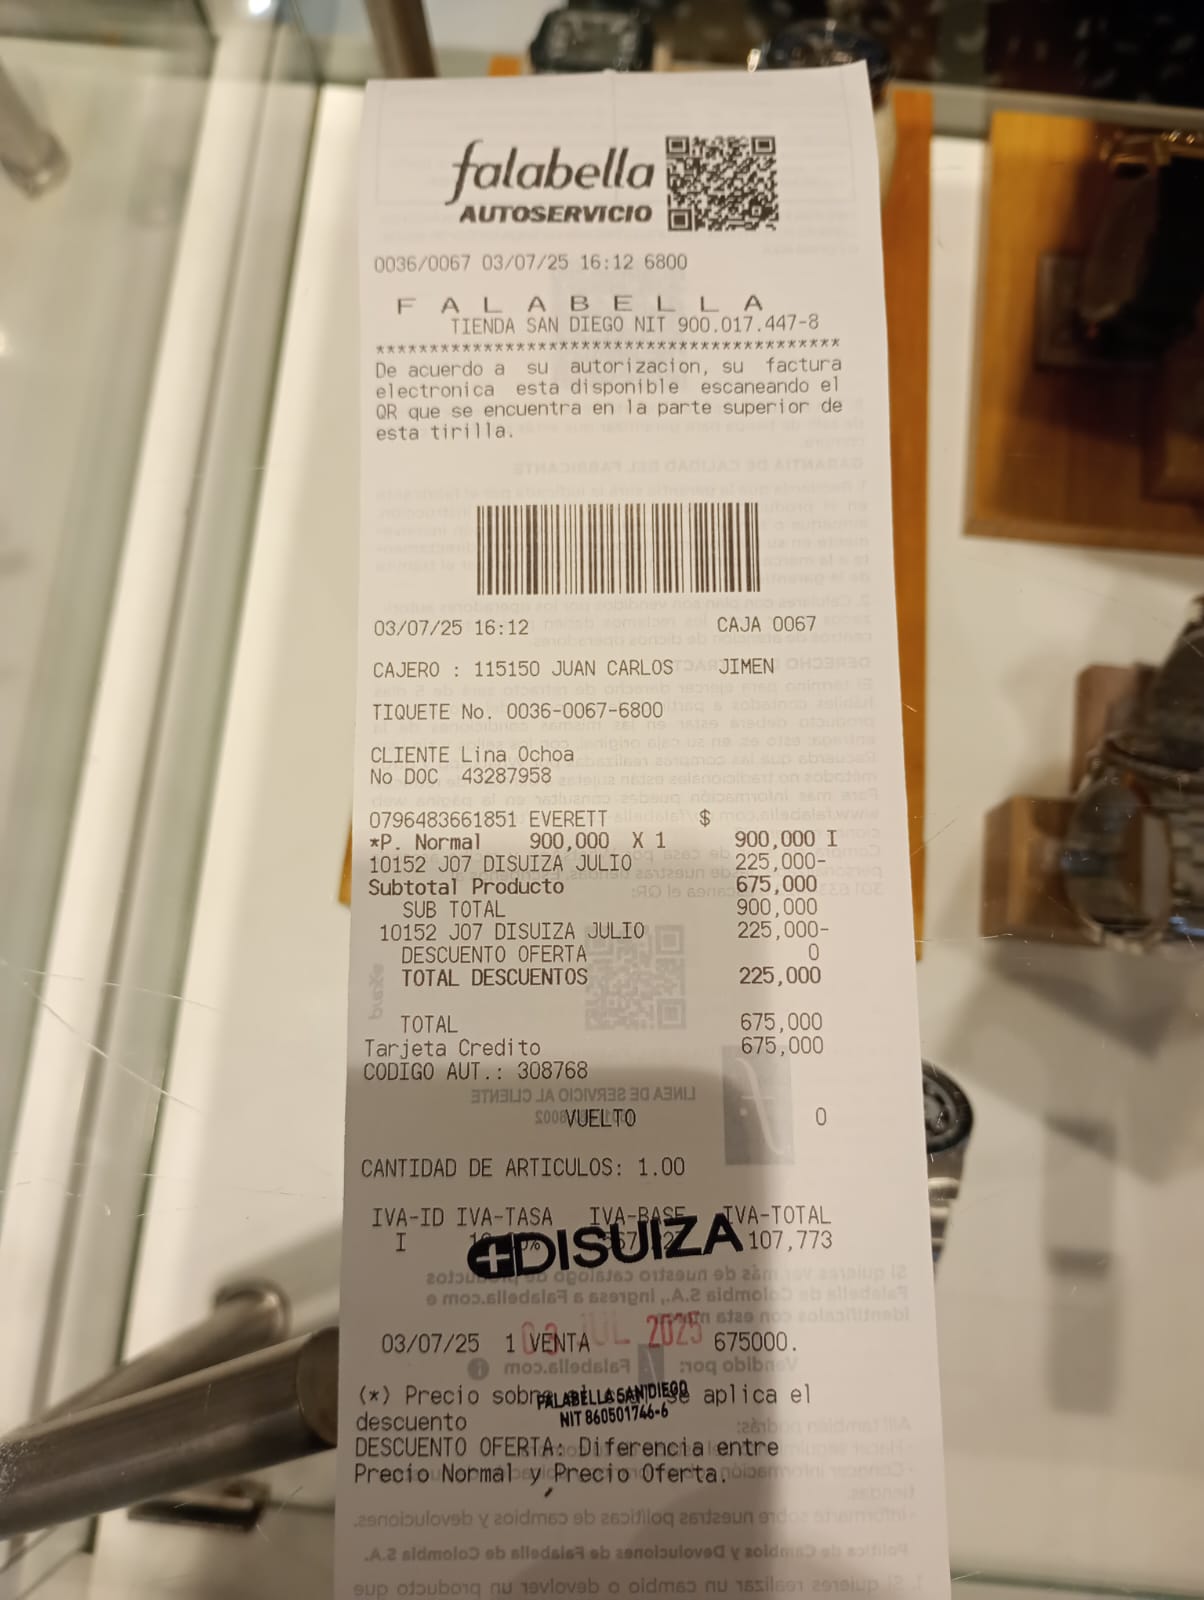 falabella
AUTOSERVICIO
0036/0067 03/07/25 16:12 6800
F A L A B E L L A
TIENDA SAN DIEGO NIT 900.017.447-8
*******************************************
De acuerdo a su autorizacion, su factura
electronica esta disponible escaneando el
QR que se encuentra en la parte superior de
esta tirilla.
03/07/25 16:12 CAJA 0067
CAJERO : 115150 JUAN CARLOS JIMEN
TIQUETE No. 0036-0067-6800
CLIENTE Lina Ochoa
No DOC 43287958
0796483661851 EVERETT $
*P. Normal 900,000 X 1 900,000 I
10152 J07 DISUIZA JULIO 225,000-
Subtotal Producto 675,000
SUB TOTAL 900,000
10152 J07 DISUIZA JULIO 225,000-
DESCUENTO OFERTA 0
TOTAL DESCUENTOS 225,000
TOTAL 675,000
Tarjeta Credito 675,000
CODIGO AUT.: 308768
VUELTO 0
CANTIDAD DE ARTICULOS: 1.00
IVA-ID IVA-TASA IVA-BASE IVA-TOTAL
I 107,773
DISUIZA
03/07/25 1 VENTA 675000.
03 JUL 2025
(*) Precio sobre el cual se aplica el
descuento
FALABELLA SAN DIEGO
NIT 860501746-6
DESCUENTO OFERTA: Diferencia entre
Precio Normal y Precio Oferta.